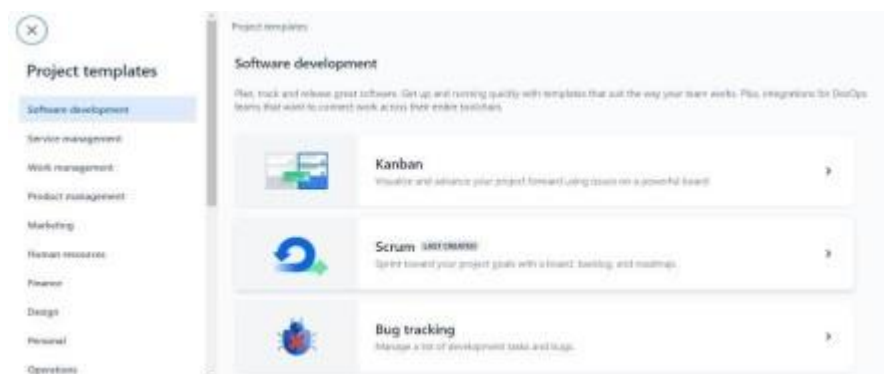 Project templates
Software development
Service management
Work management
Product management
Marketing
Human resources
Finance
Design
Personal
Operations
Project templates
Software development
Plan, track and release great software. Get up and running quickly with templates that suit the way your team works. Plus, integrations for DevOps
teams that want to connect work across their entire toolchain.
Kanban
Visualize and advance your project forward using issues on a powerful board.
Scrum LAST CREATED
Sprint toward your project goals with a board, backlog, and roadmap.
Bug tracking
Manage a list of development tasks and bugs.